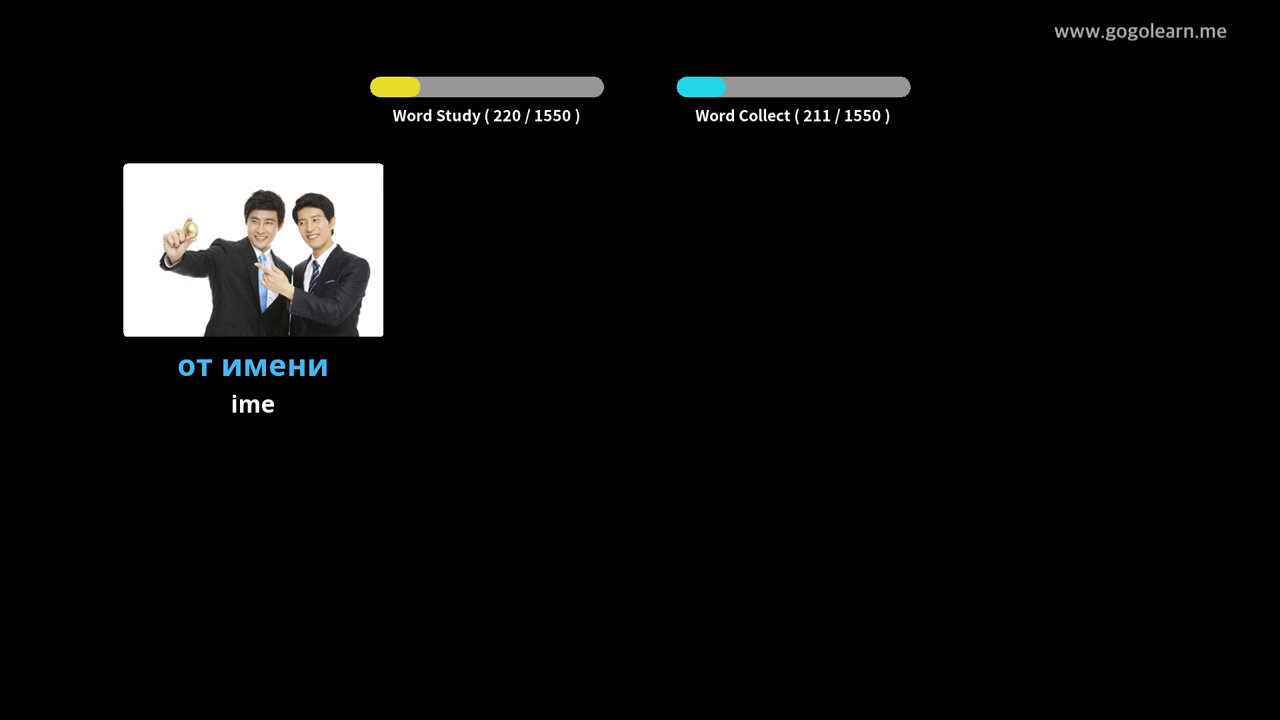 www.gogolearn.me
Word Study ( 220 / 1550 )
Word Collect ( 211 / 1550 )
от имени
ime